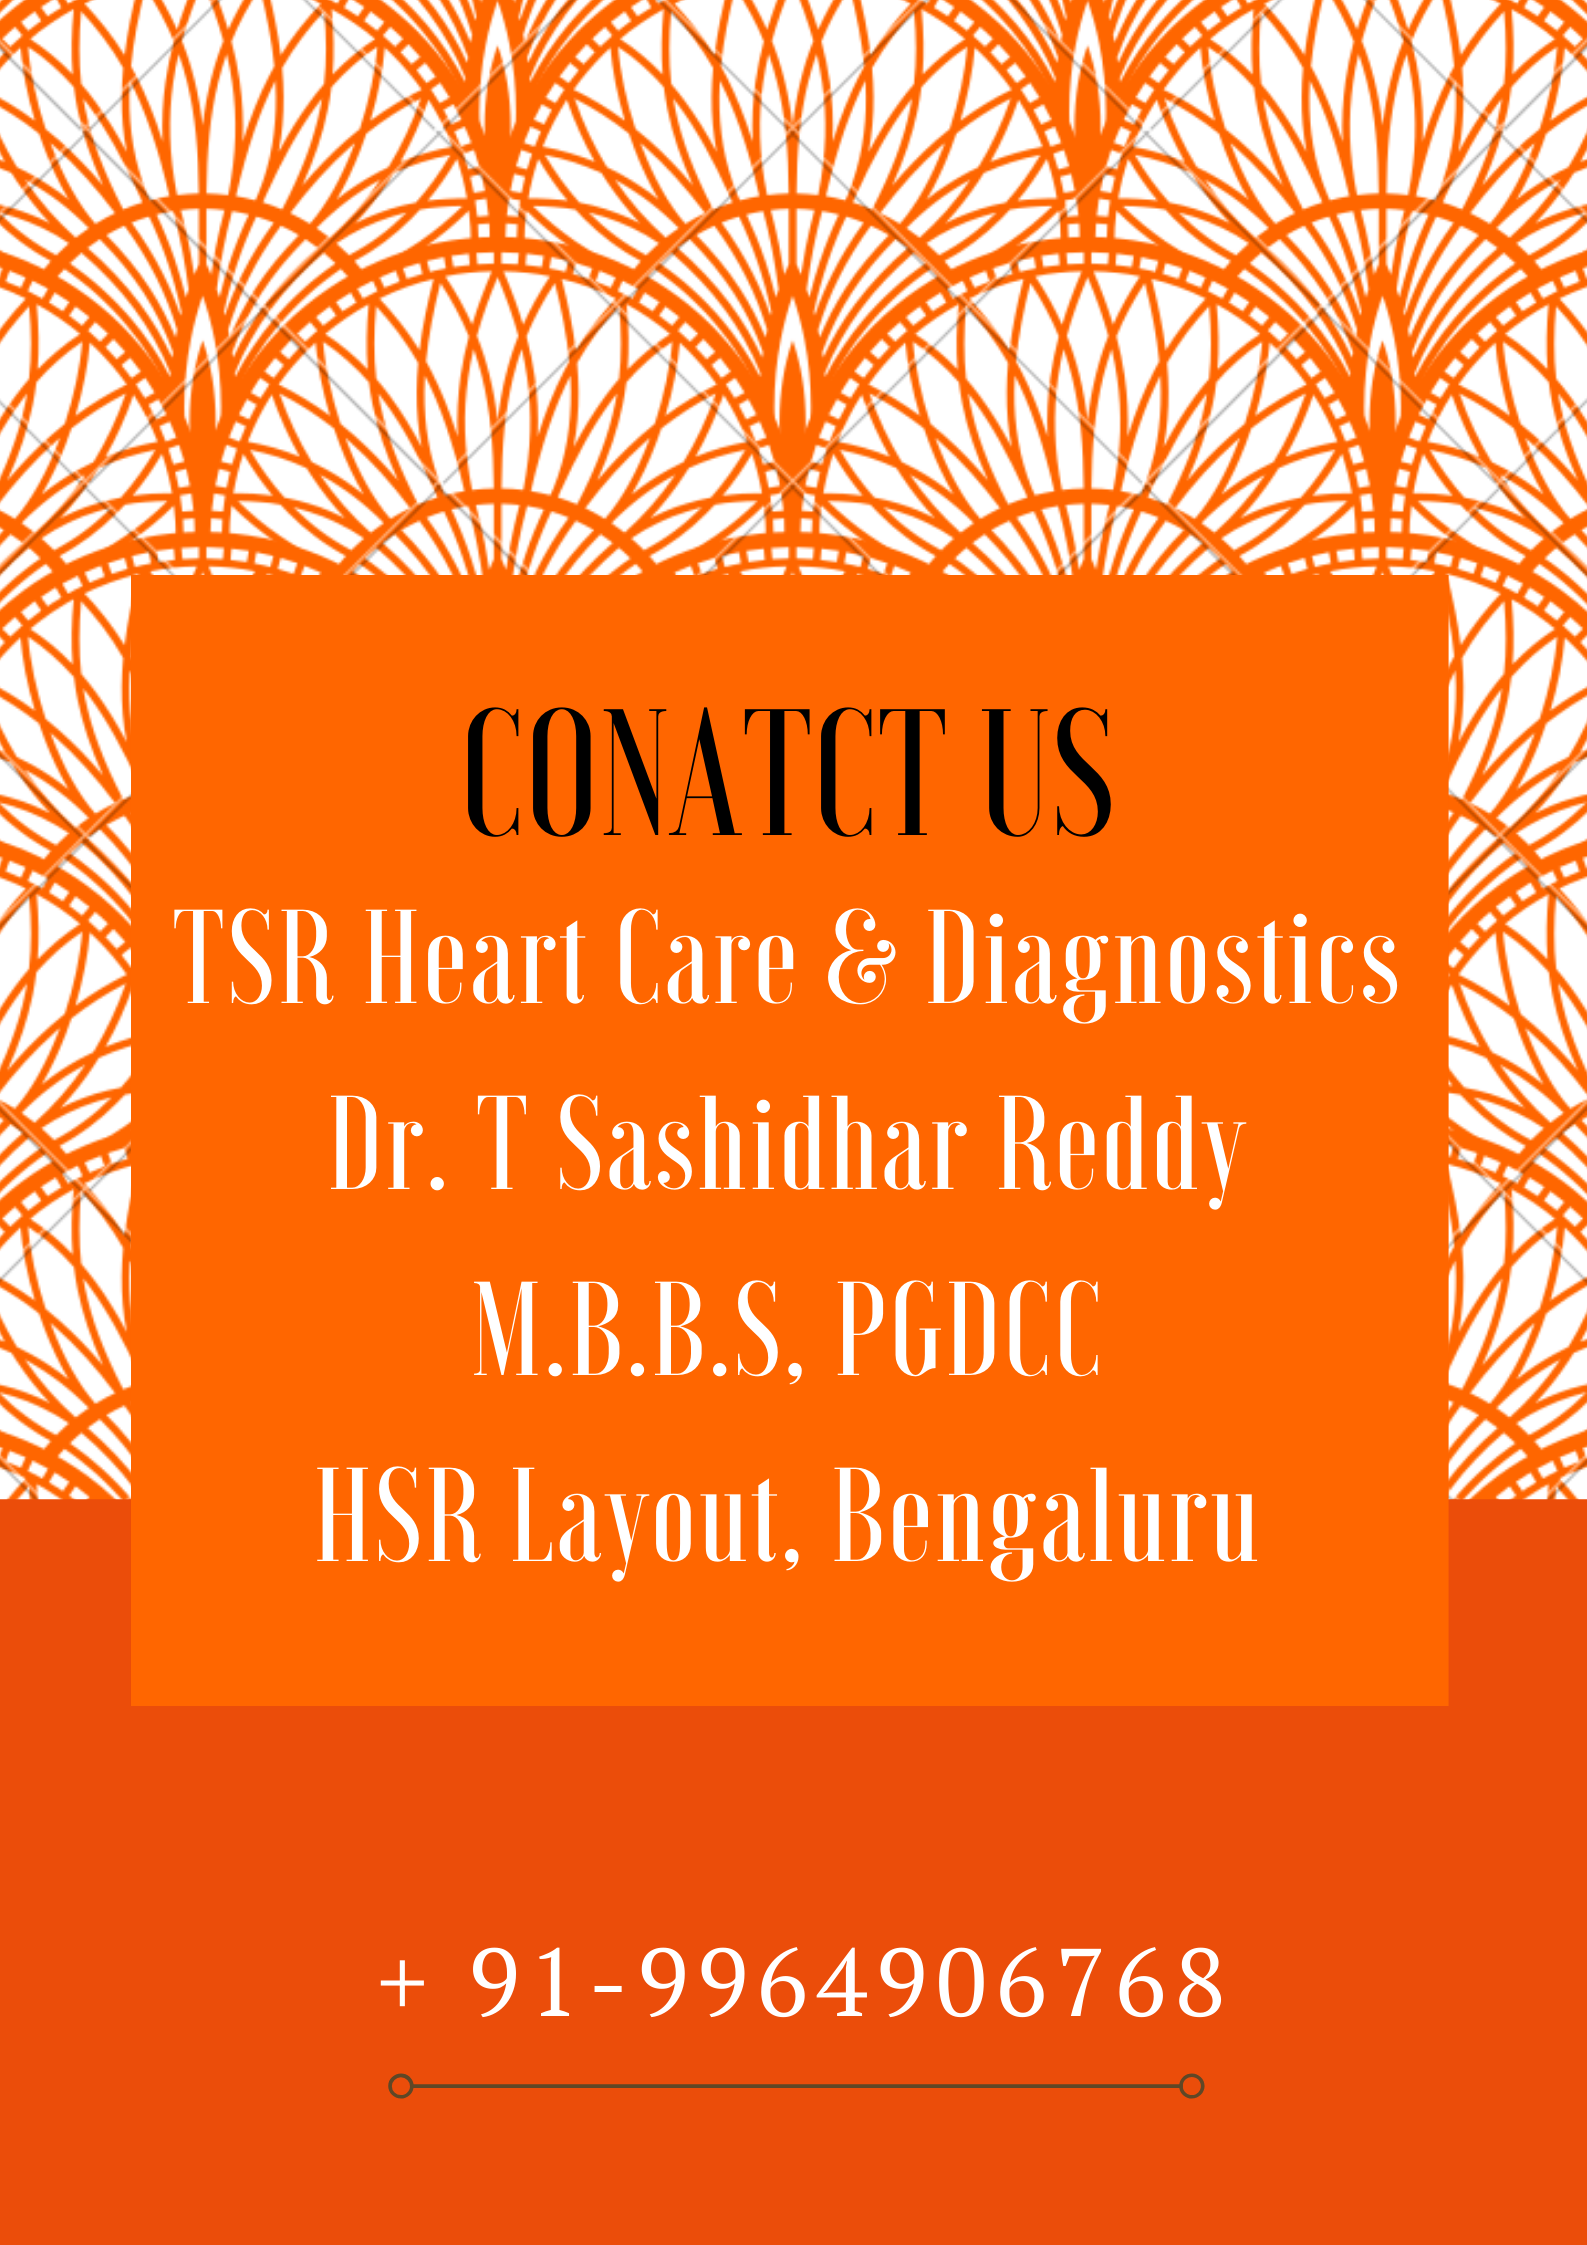 CONATCT US
TSR Heart Care & Diagnostics
Dr. T Sashidhar Reddy
M.B.B.S, PGDCC
HSR Layout, Bengaluru
+ 91-9964906768